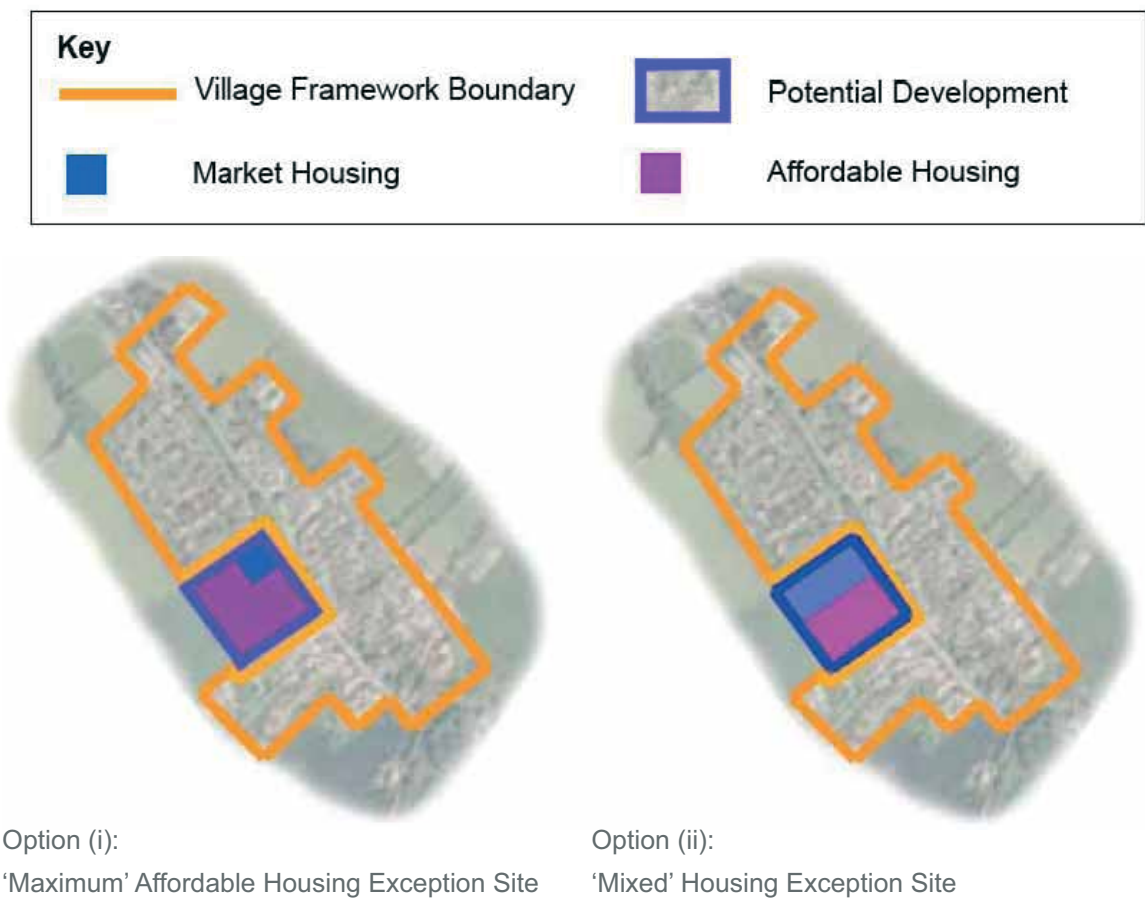 Key
Village Framework Boundary
Potential Development
Market Housing
Affordable Housing
Option (i):
‘Maximum’ Affordable Housing Exception Site
Option (ii):
‘Mixed’ Housing Exception Site